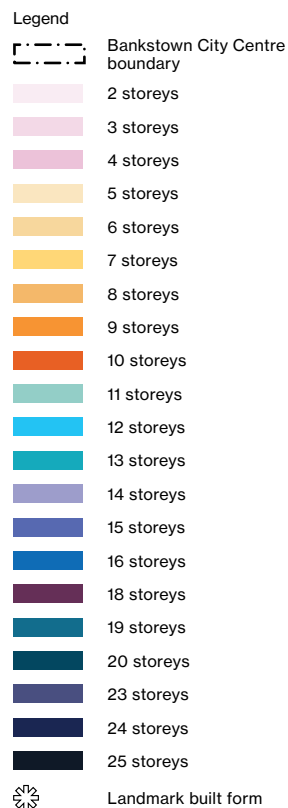 Legend
Bankstown City Centre
boundary
2 storeys
3 storeys
4 storeys
5 storeys
6 storeys
7 storeys
8 storeys
9 storeys
10 storeys
11 storeys
12 storeys
13 storeys
14 storeys
15 storeys
16 storeys
18 storeys
19 storeys
20 storeys
23 storeys
24 storeys
25 storeys
Landmark built form